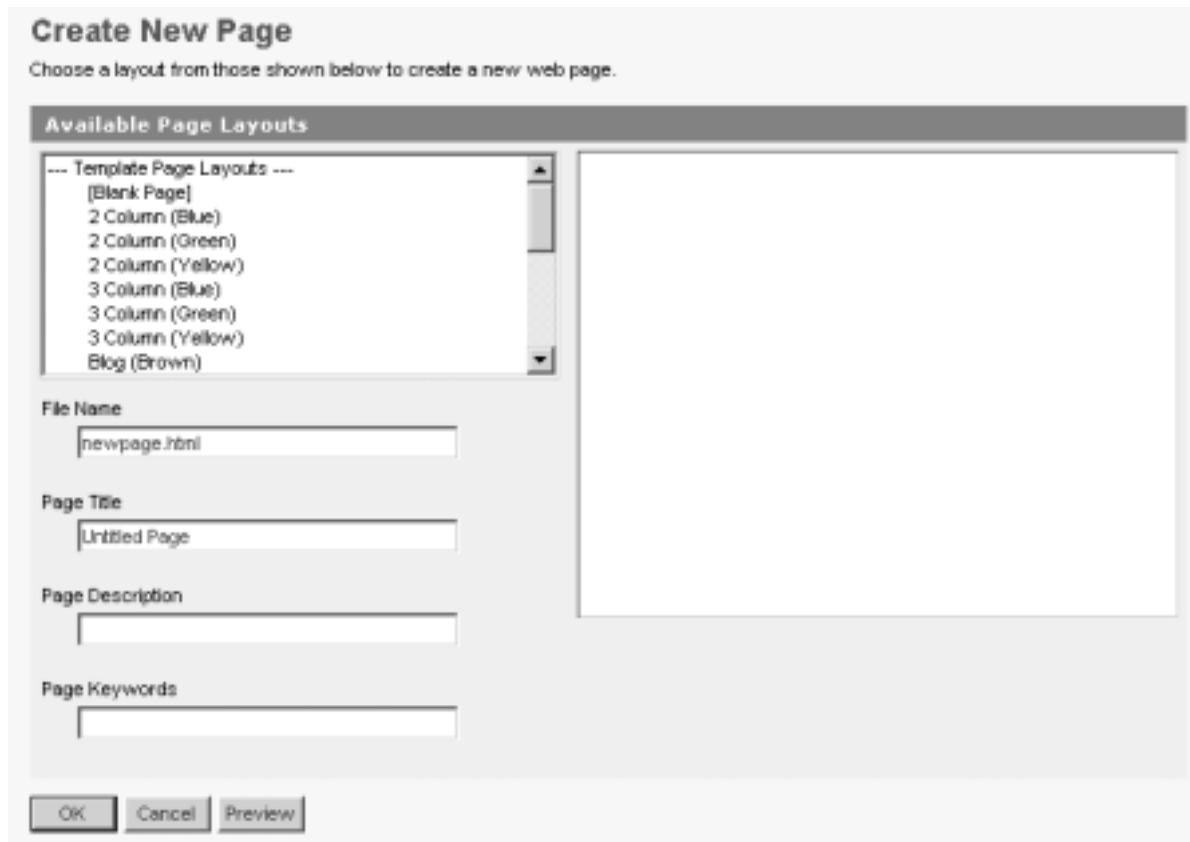 Create New Page
Choose a layout from those shown below to create a new web page.
Available Page Layouts
--- Template Page Layouts ---
[Blank Page]
2 Column (Blue)
2 Column (Green)
2 Column (Yellow)
3 Column (Blue)
3 Column (Green)
3 Column (Yellow)
Blog (Brown)
File Name
newpage.html
Page Title
Untitled Page
Page Description
Page Keywords
OK Cancel Preview